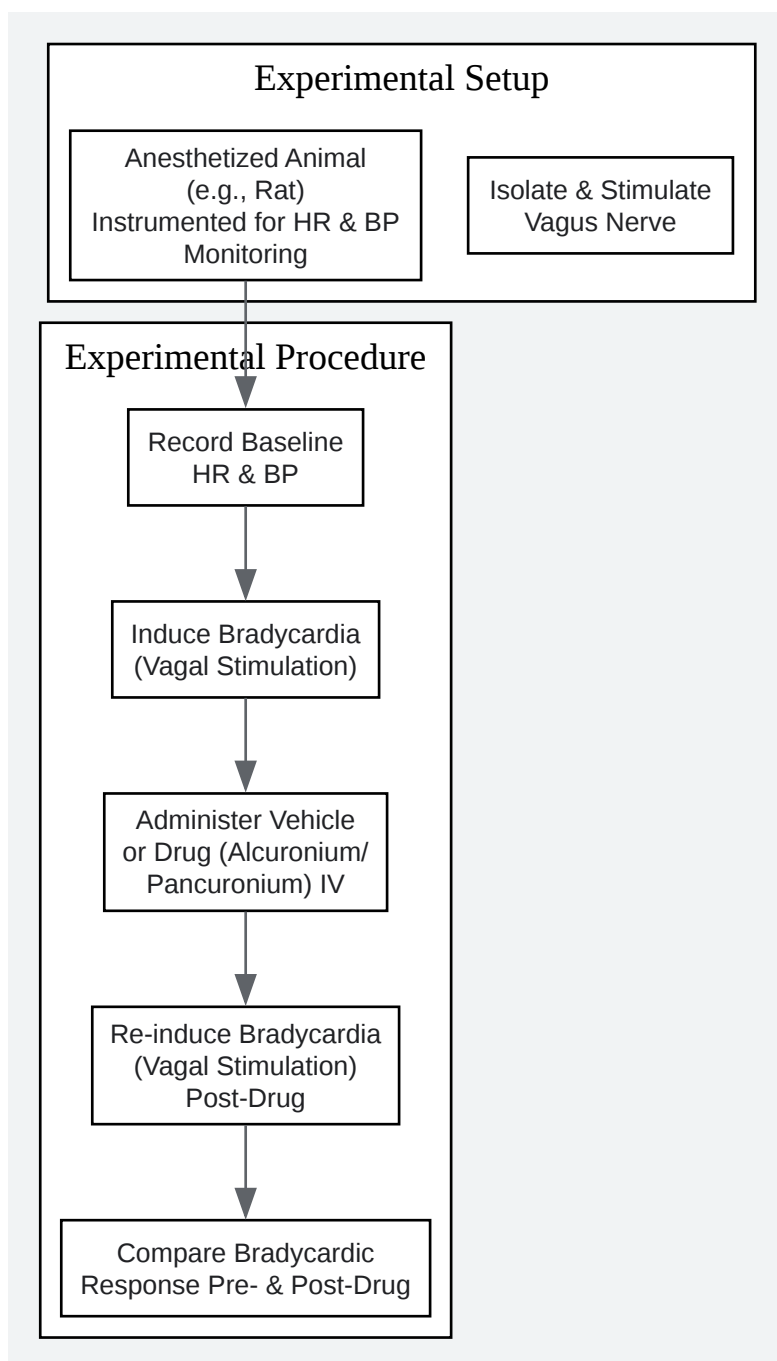 Experimental Setup
Anesthetized Animal
(e.g., Rat)
Instrumented for HR & BP
Monitoring
Isolate & Stimulate
Vagus Nerve
Experimental Procedure
Record Baseline
HR & BP
Induce Bradycardia
(Vagal Stimulation)
Administer Vehicle
or Drug (Alcuronium/
Pancuronium) IV
Re-induce Bradycardia
(Vagal Stimulation)
Post-Drug
Compare Bradycardic
Response Pre- & Post-Drug